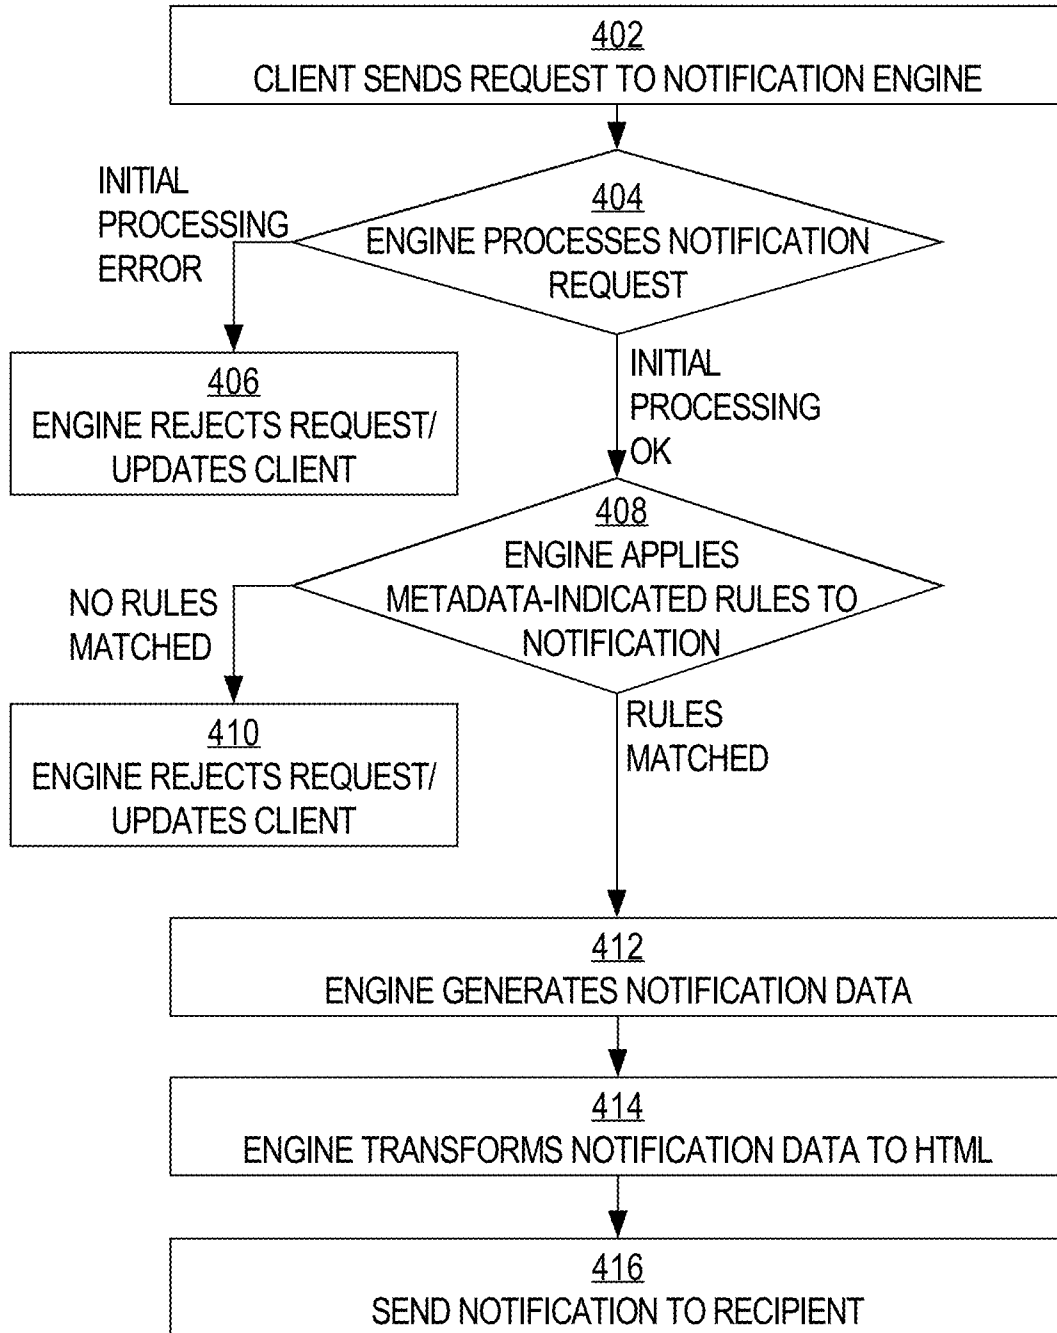 402
CLIENT SENDS REQUEST TO NOTIFICATION ENGINE
INITIAL
PROCESSING
ERROR
404
ENGINE PROCESSES NOTIFICATION
REQUEST
406
ENGINE REJECTS REQUEST/
UPDATES CLIENT
INITIAL
PROCESSING
OK
408
ENGINE APPLIES
METADATA-INDICATED RULES TO
NOTIFICATION
NO RULES
MATCHED
410
ENGINE REJECTS REQUEST/
UPDATES CLIENT
RULES
MATCHED
412
ENGINE GENERATES NOTIFICATION DATA
414
ENGINE TRANSFORMS NOTIFICATION DATA TO HTML
416
SEND NOTIFICATION TO RECIPIENT